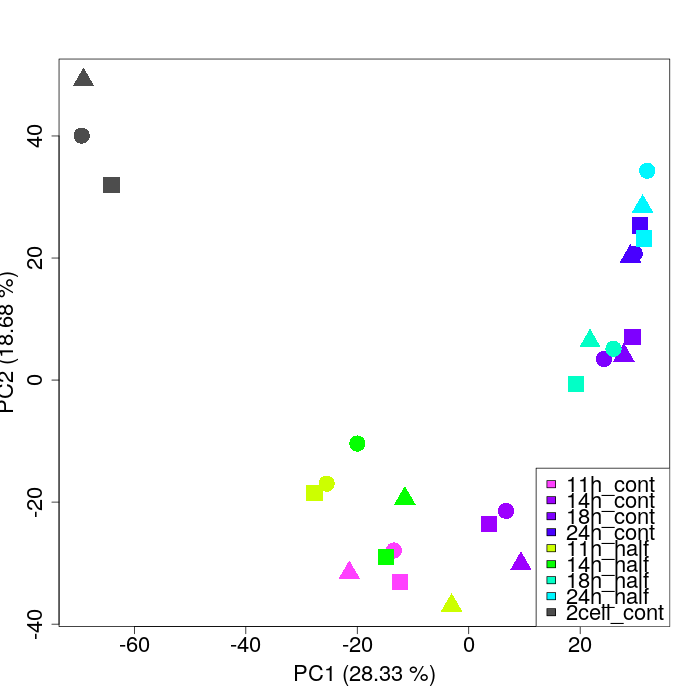 40
20
0
-20
-40
PC2 (18.68 %)
-60
-40
-20
0
20
PC1 (28.33 %)
11h_cont
14h_cont
18h_cont
24h_cont
11h_half
14h_half
18h_half
24h_half
2cell_cont